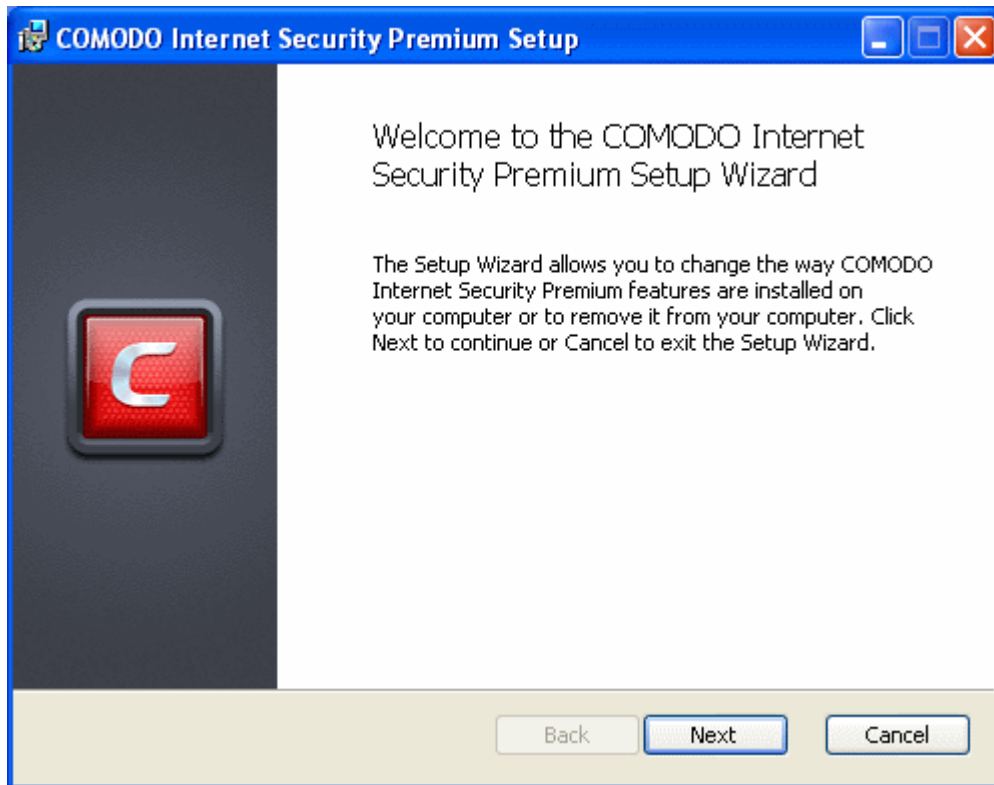 COMODO Internet Security Premium Setup
Welcome to the COMODO Internet
Security Premium Setup Wizard
The Setup Wizard allows you to change the way COMODO
Internet Security Premium features are installed on
your computer or to remove it from your computer. Click
Next to continue or Cancel to exit the Setup Wizard.
C
Back
Next
Cancel